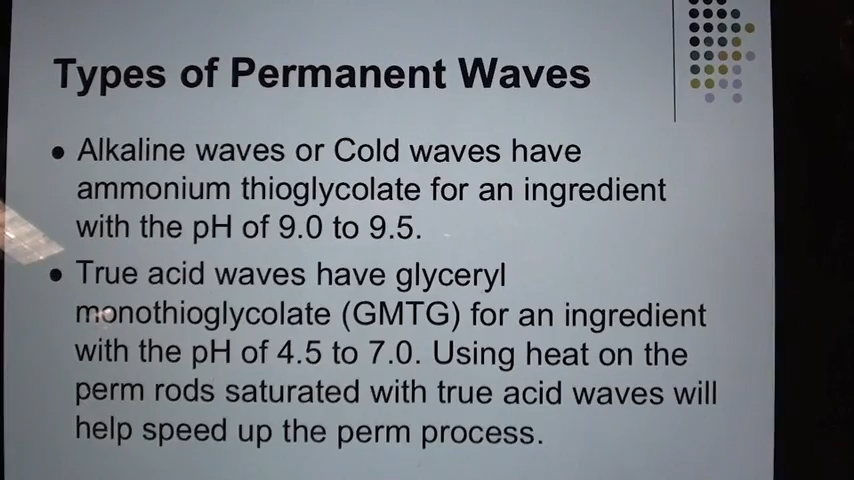 Types of Permanent Waves
● Alkaline waves or Cold waves have
ammonium thioglycolate for an ingredient
with the pH of 9.0 to 9.5.
● True acid waves have glyceryl
monothioglycolate (GMTG) for an ingredient
with the pH of 4.5 to 7.0. Using heat on the
perm rods saturated with true acid waves will
help speed up the perm process.